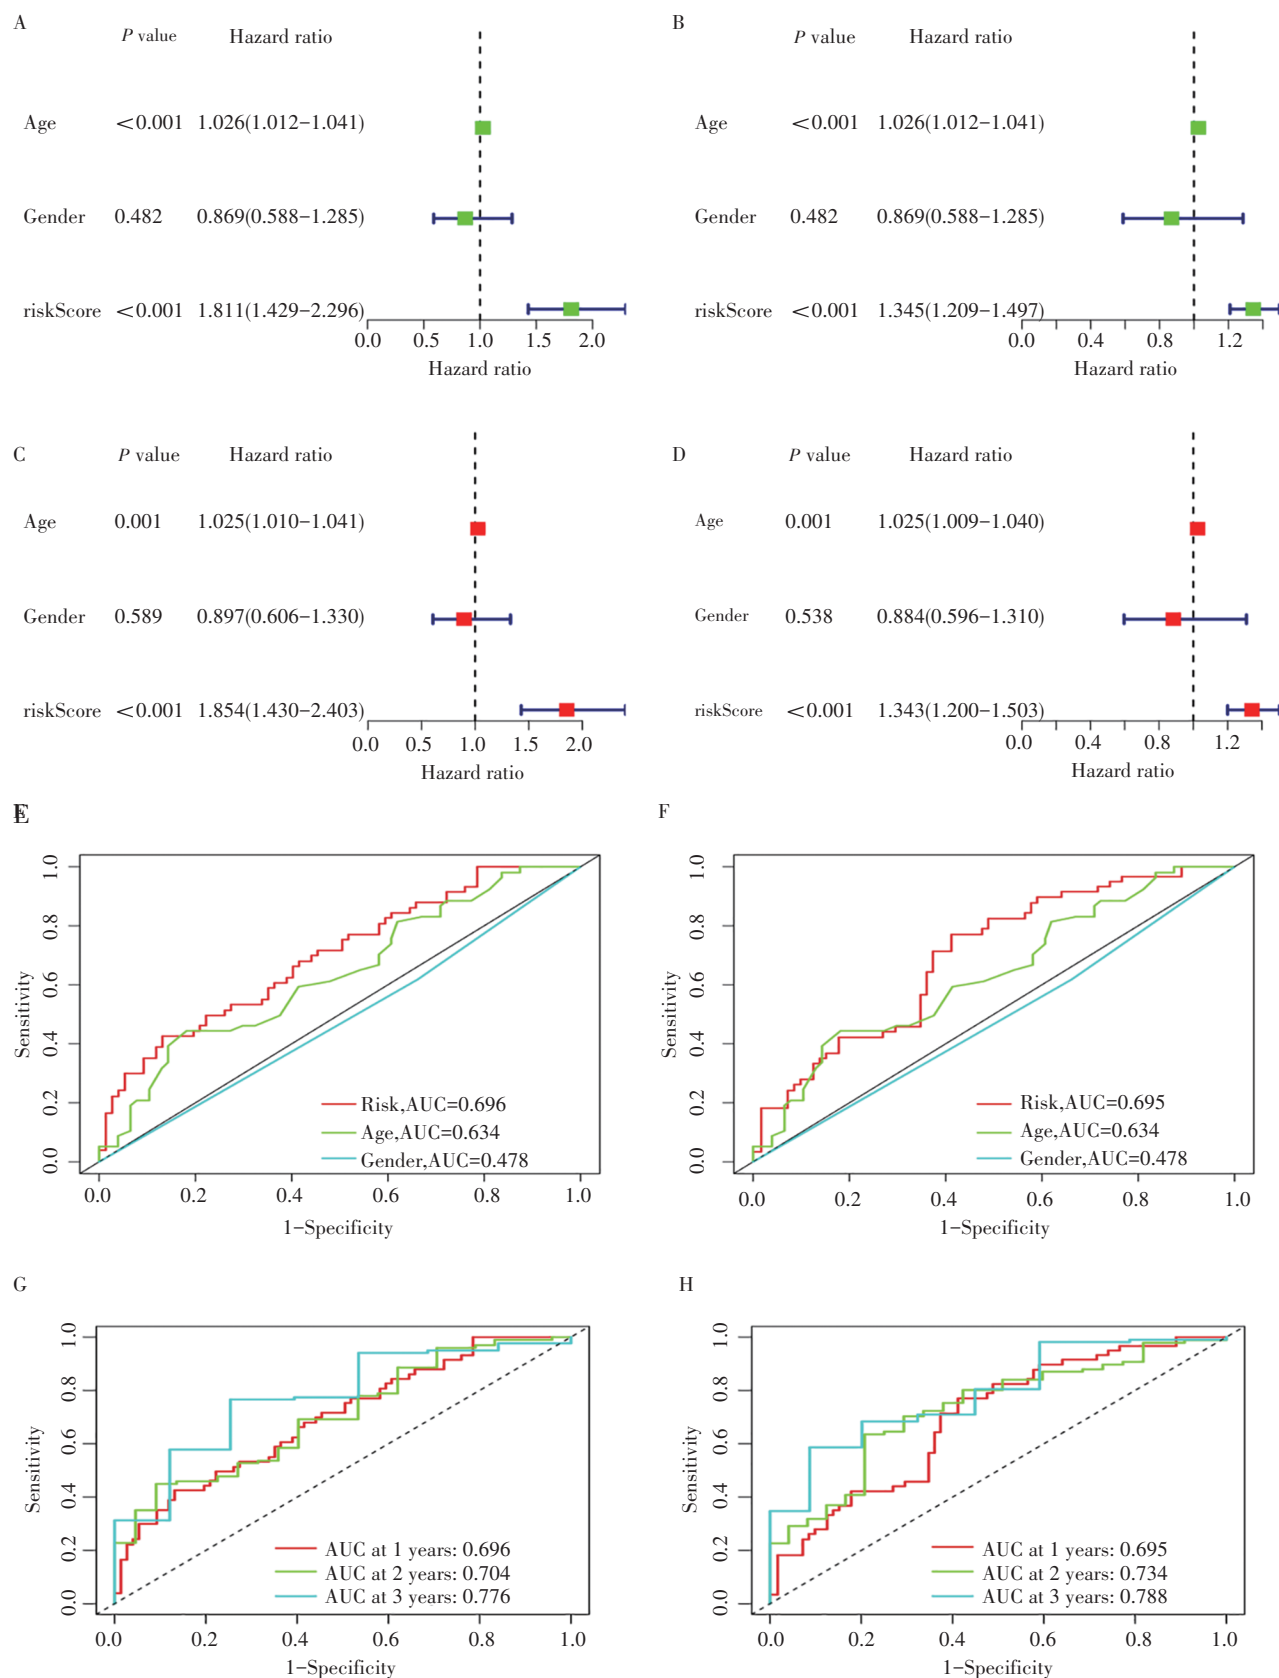 A
P value Hazard ratio
Age <0.001 1.026(1.012−1.041)
Gender 0.482 0.869(0.588−1.285)
riskScore <0.001 1.811(1.429−2.296)
0.0 0.5 1.0 1.5 2.0
Hazard ratio
B
P value Hazard ratio
Age <0.001 1.026(1.012−1.041)
Gender 0.482 0.869(0.588−1.285)
riskScore <0.001 1.345(1.209−1.497)
0.0 0.4 0.8 1.2
Hazard ratio
C
P value Hazard ratio
Age 0.001 1.025(1.010−1.041)
Gender 0.589 0.897(0.606−1.330)
riskScore <0.001 1.854(1.430−2.403)
0.0 0.5 1.0 1.5 2.0
Hazard ratio
D
P value Hazard ratio
Age 0.001 1.025(1.009−1.040)
Gender 0.538 0.884(0.596−1.310)
riskScore <0.001 1.343(1.200−1.503)
0.0 0.4 0.8 1.2
Hazard ratio
E
Sensitivity
1.0
0.8
0.6
0.4
0.2
0.0
Risk,AUC=0.696
Age,AUC=0.634
Gender,AUC=0.478
0.0 0.2 0.4 0.6 0.8 1.0
1−Specificity
F
Sensitivity
1.0
0.8
0.6
0.4
0.2
0.0
Risk,AUC=0.695
Age,AUC=0.634
Gender,AUC=0.478
0.0 0.2 0.4 0.6 0.8 1.0
1−Specificity
G
Sensitivity
1.0
0.8
0.6
0.4
0.2
0.0
AUC at 1 years: 0.696
AUC at 2 years: 0.704
AUC at 3 years: 0.776
0.0 0.2 0.4 0.6 0.8 1.0
1−Specificity
H
Sensitivity
1.0
0.8
0.6
0.4
0.2
0.0
AUC at 1 years: 0.695
AUC at 2 years: 0.734
AUC at 3 years: 0.788
0.0 0.2 0.4 0.6 0.8 1.0
1−Specificity